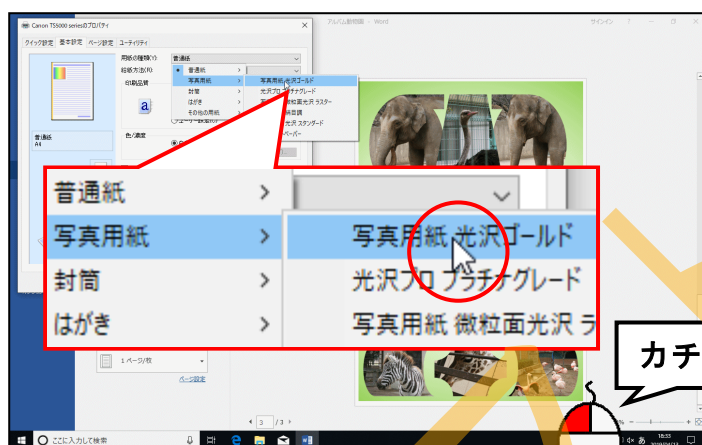 Canon TS5000 seriesのプロパティ
アルバム動物園 - Word
サインイン
クイック設定 基本設定 ページ設定 ユーティリティ
用紙の種類(Y): 普通紙
給紙方法(R):
普通紙
印刷品質
写真用紙
写真用紙 光沢ゴールド
封筒
光沢プロ プラチナグレード
はがき
その他の用紙
色/濃度
普通紙
A4
普通紙
写真用紙
写真用紙 光沢ゴールド
封筒
光沢プロ プラチナグレード
はがき
写真用紙 微粒面光沢 ラ
カチ
1 ページ/枚
ページ設定
3 / 3
ここに入力して検索
あ
18:33